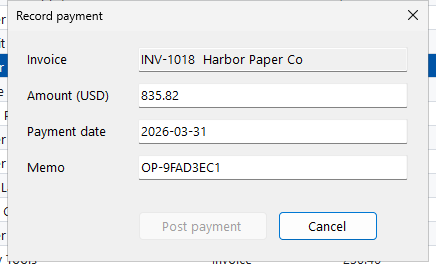 Record payment
Invoice INV-1018 Harbor Paper Co
Amount (USD) 835.82
Payment date 2026-03-31
Memo OP-9FAD3EC1
Post payment Cancel